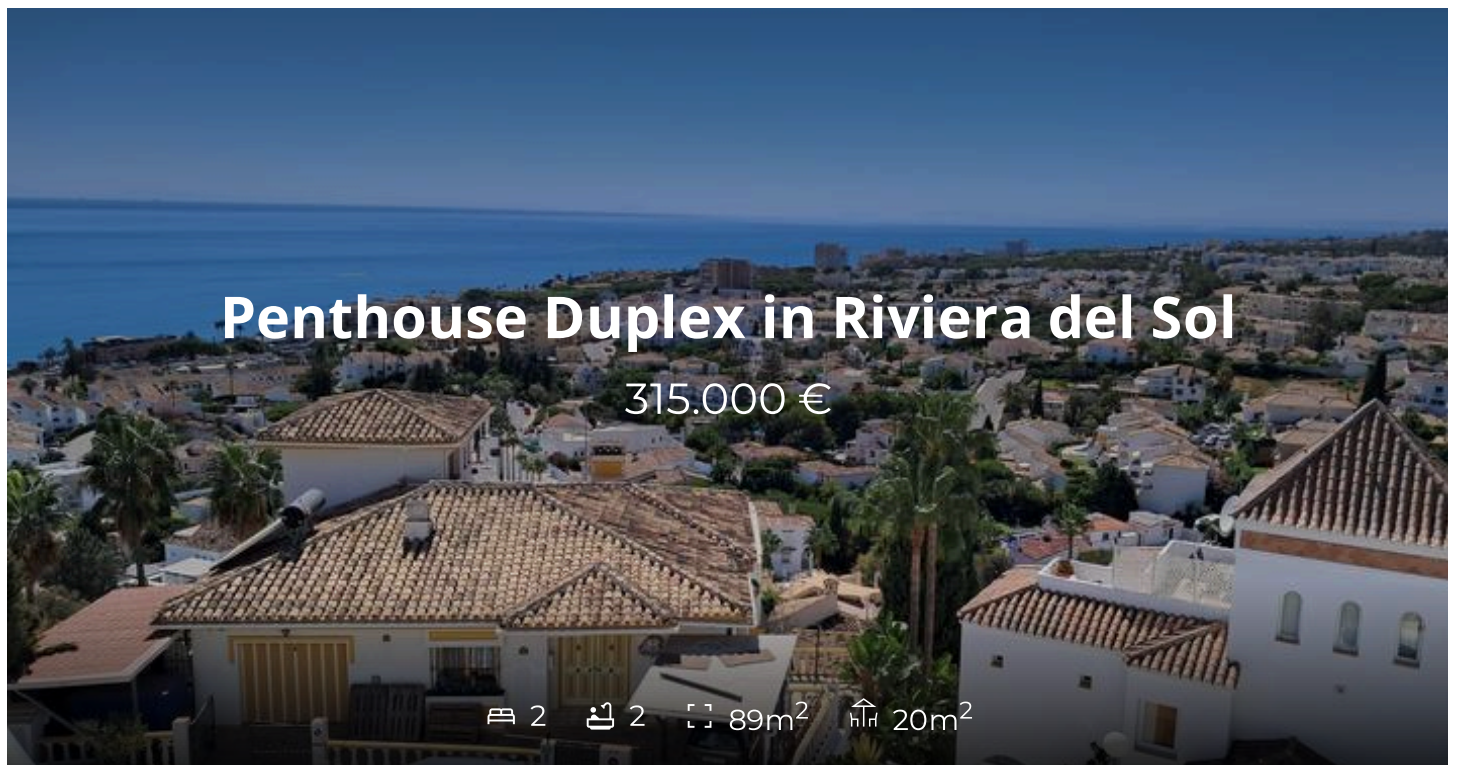 Penthouse Duplex in Riviera del Sol
315.000 €
2 2 89m² 20m²